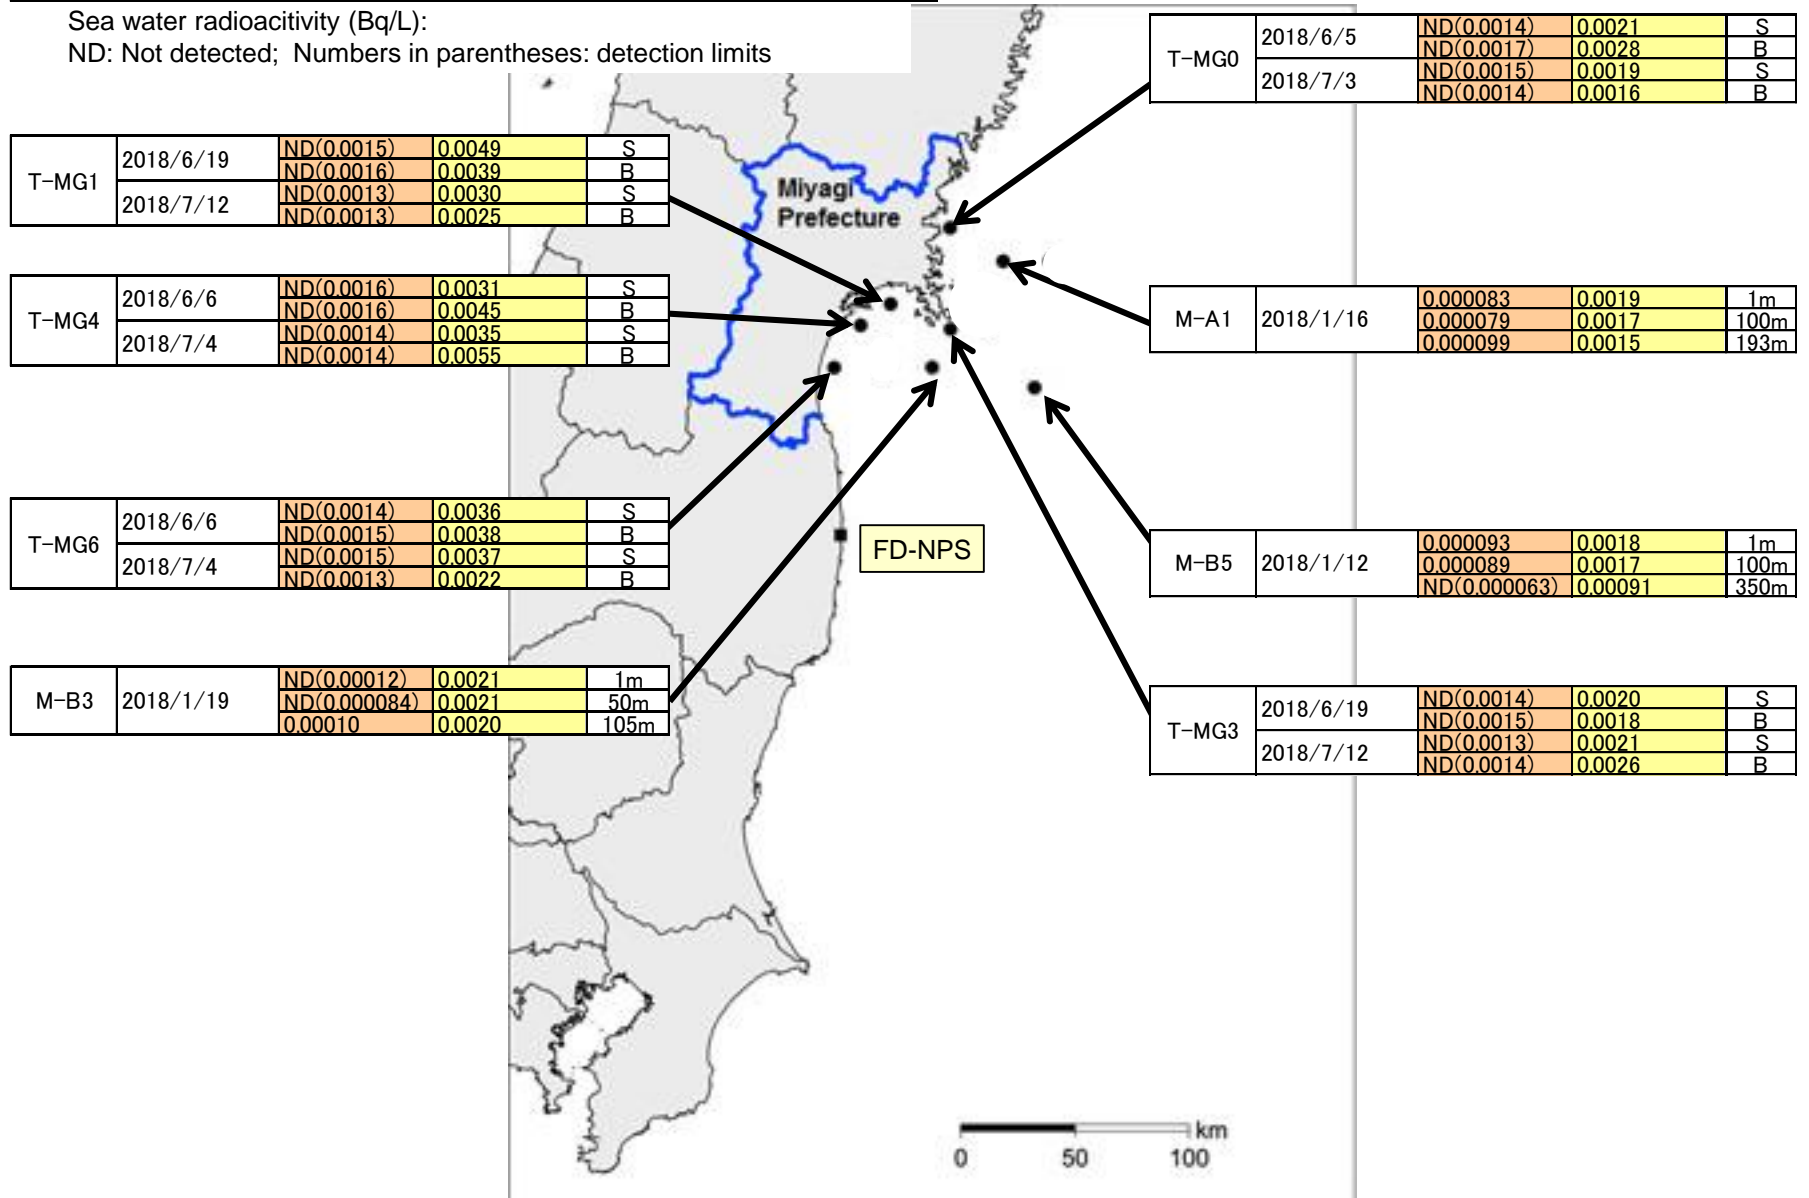 Sea water radioacitivity (Bq/L):
ND: Not detected; Numbers in parentheses: detection limits
T-MG0
2018/6/5 ND(0.0014) 0.0021 S
ND(0.0017) 0.0028 B
2018/7/3 ND(0.0015) 0.0019 S
ND(0.0014) 0.0016 B
T-MG1
2018/6/19 ND(0.0015) 0.0049 S
ND(0.0016) 0.0039 B
2018/7/12 ND(0.0013) 0.0030 S
ND(0.0013) 0.0025 B
Miyagi
Prefecture
T-MG4
2018/6/6 ND(0.0016) 0.0031 S
ND(0.0016) 0.0045 B
2018/7/4 ND(0.0014) 0.0035 S
ND(0.0014) 0.0055 B
M-A1 2018/1/16
0.000083 0.0019 1m
0.000079 0.0017 100m
0.000099 0.0015 193m
T-MG6
2018/6/6 ND(0.0014) 0.0036 S
ND(0.0015) 0.0038 B
2018/7/4 ND(0.0015) 0.0037 S
ND(0.0013) 0.0022 B
FD-NPS
M-B5 2018/1/12
0.000093 0.0018 1m
0.000089 0.0017 100m
ND(0.000063) 0.00091 350m
M-B3 2018/1/19
ND(0.00012) 0.0021 1m
ND(0.000084) 0.0021 50m
0.00010 0.0020 105m
T-MG3
2018/6/19 ND(0.0014) 0.0020 S
ND(0.0015) 0.0018 B
2018/7/12 ND(0.0013) 0.0021 S
ND(0.0014) 0.0026 B
km
0 50 100